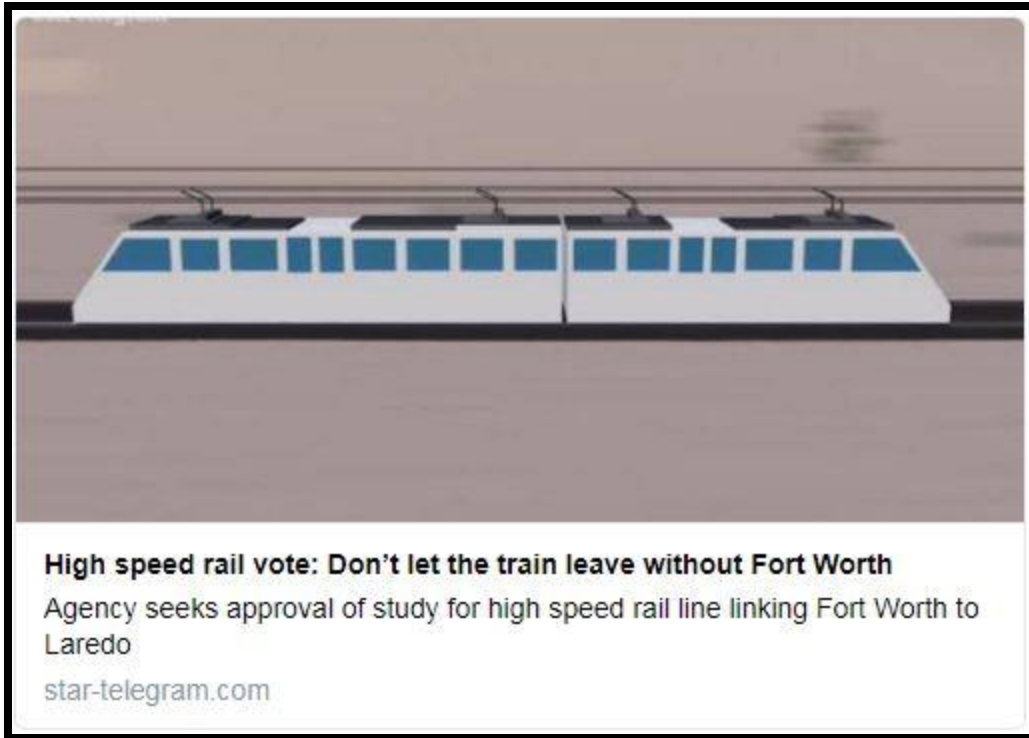 High speed rail vote: Don’t let the train leave without Fort Worth
Agency seeks approval of study for high speed rail line linking Fort Worth to
Laredo
star-telegram.com